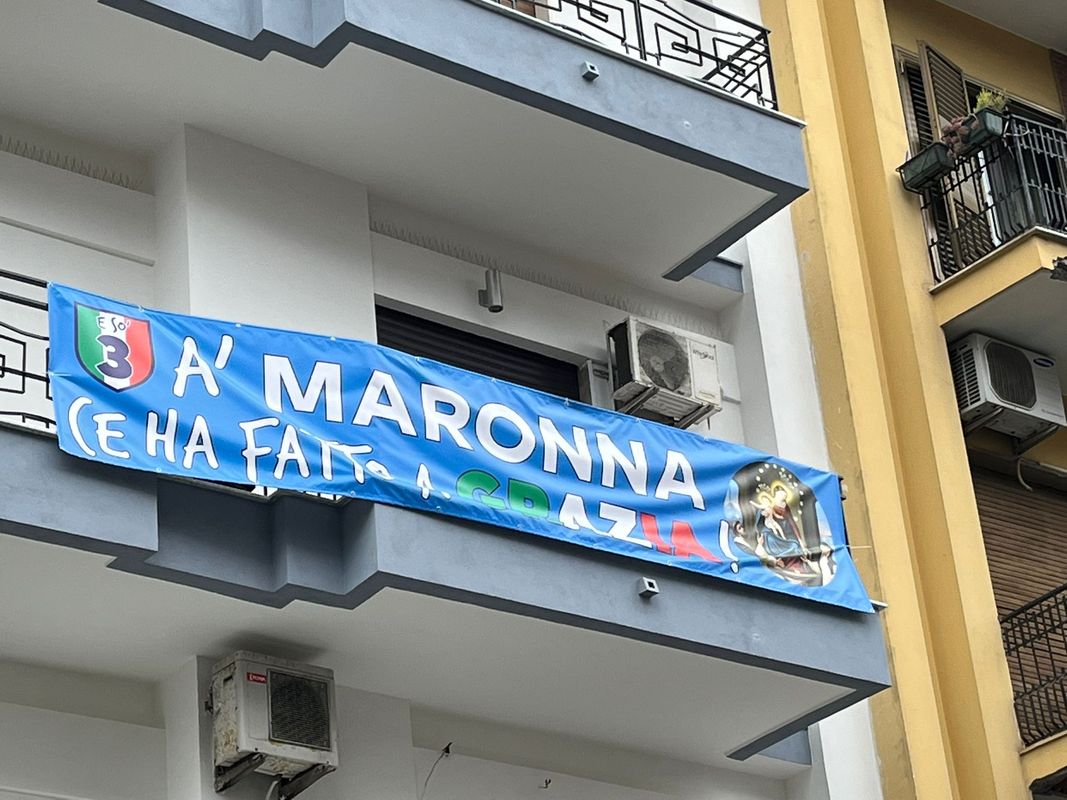 E SO'
3
A' MARONNA
CE HA FATTO A GRAZIA!